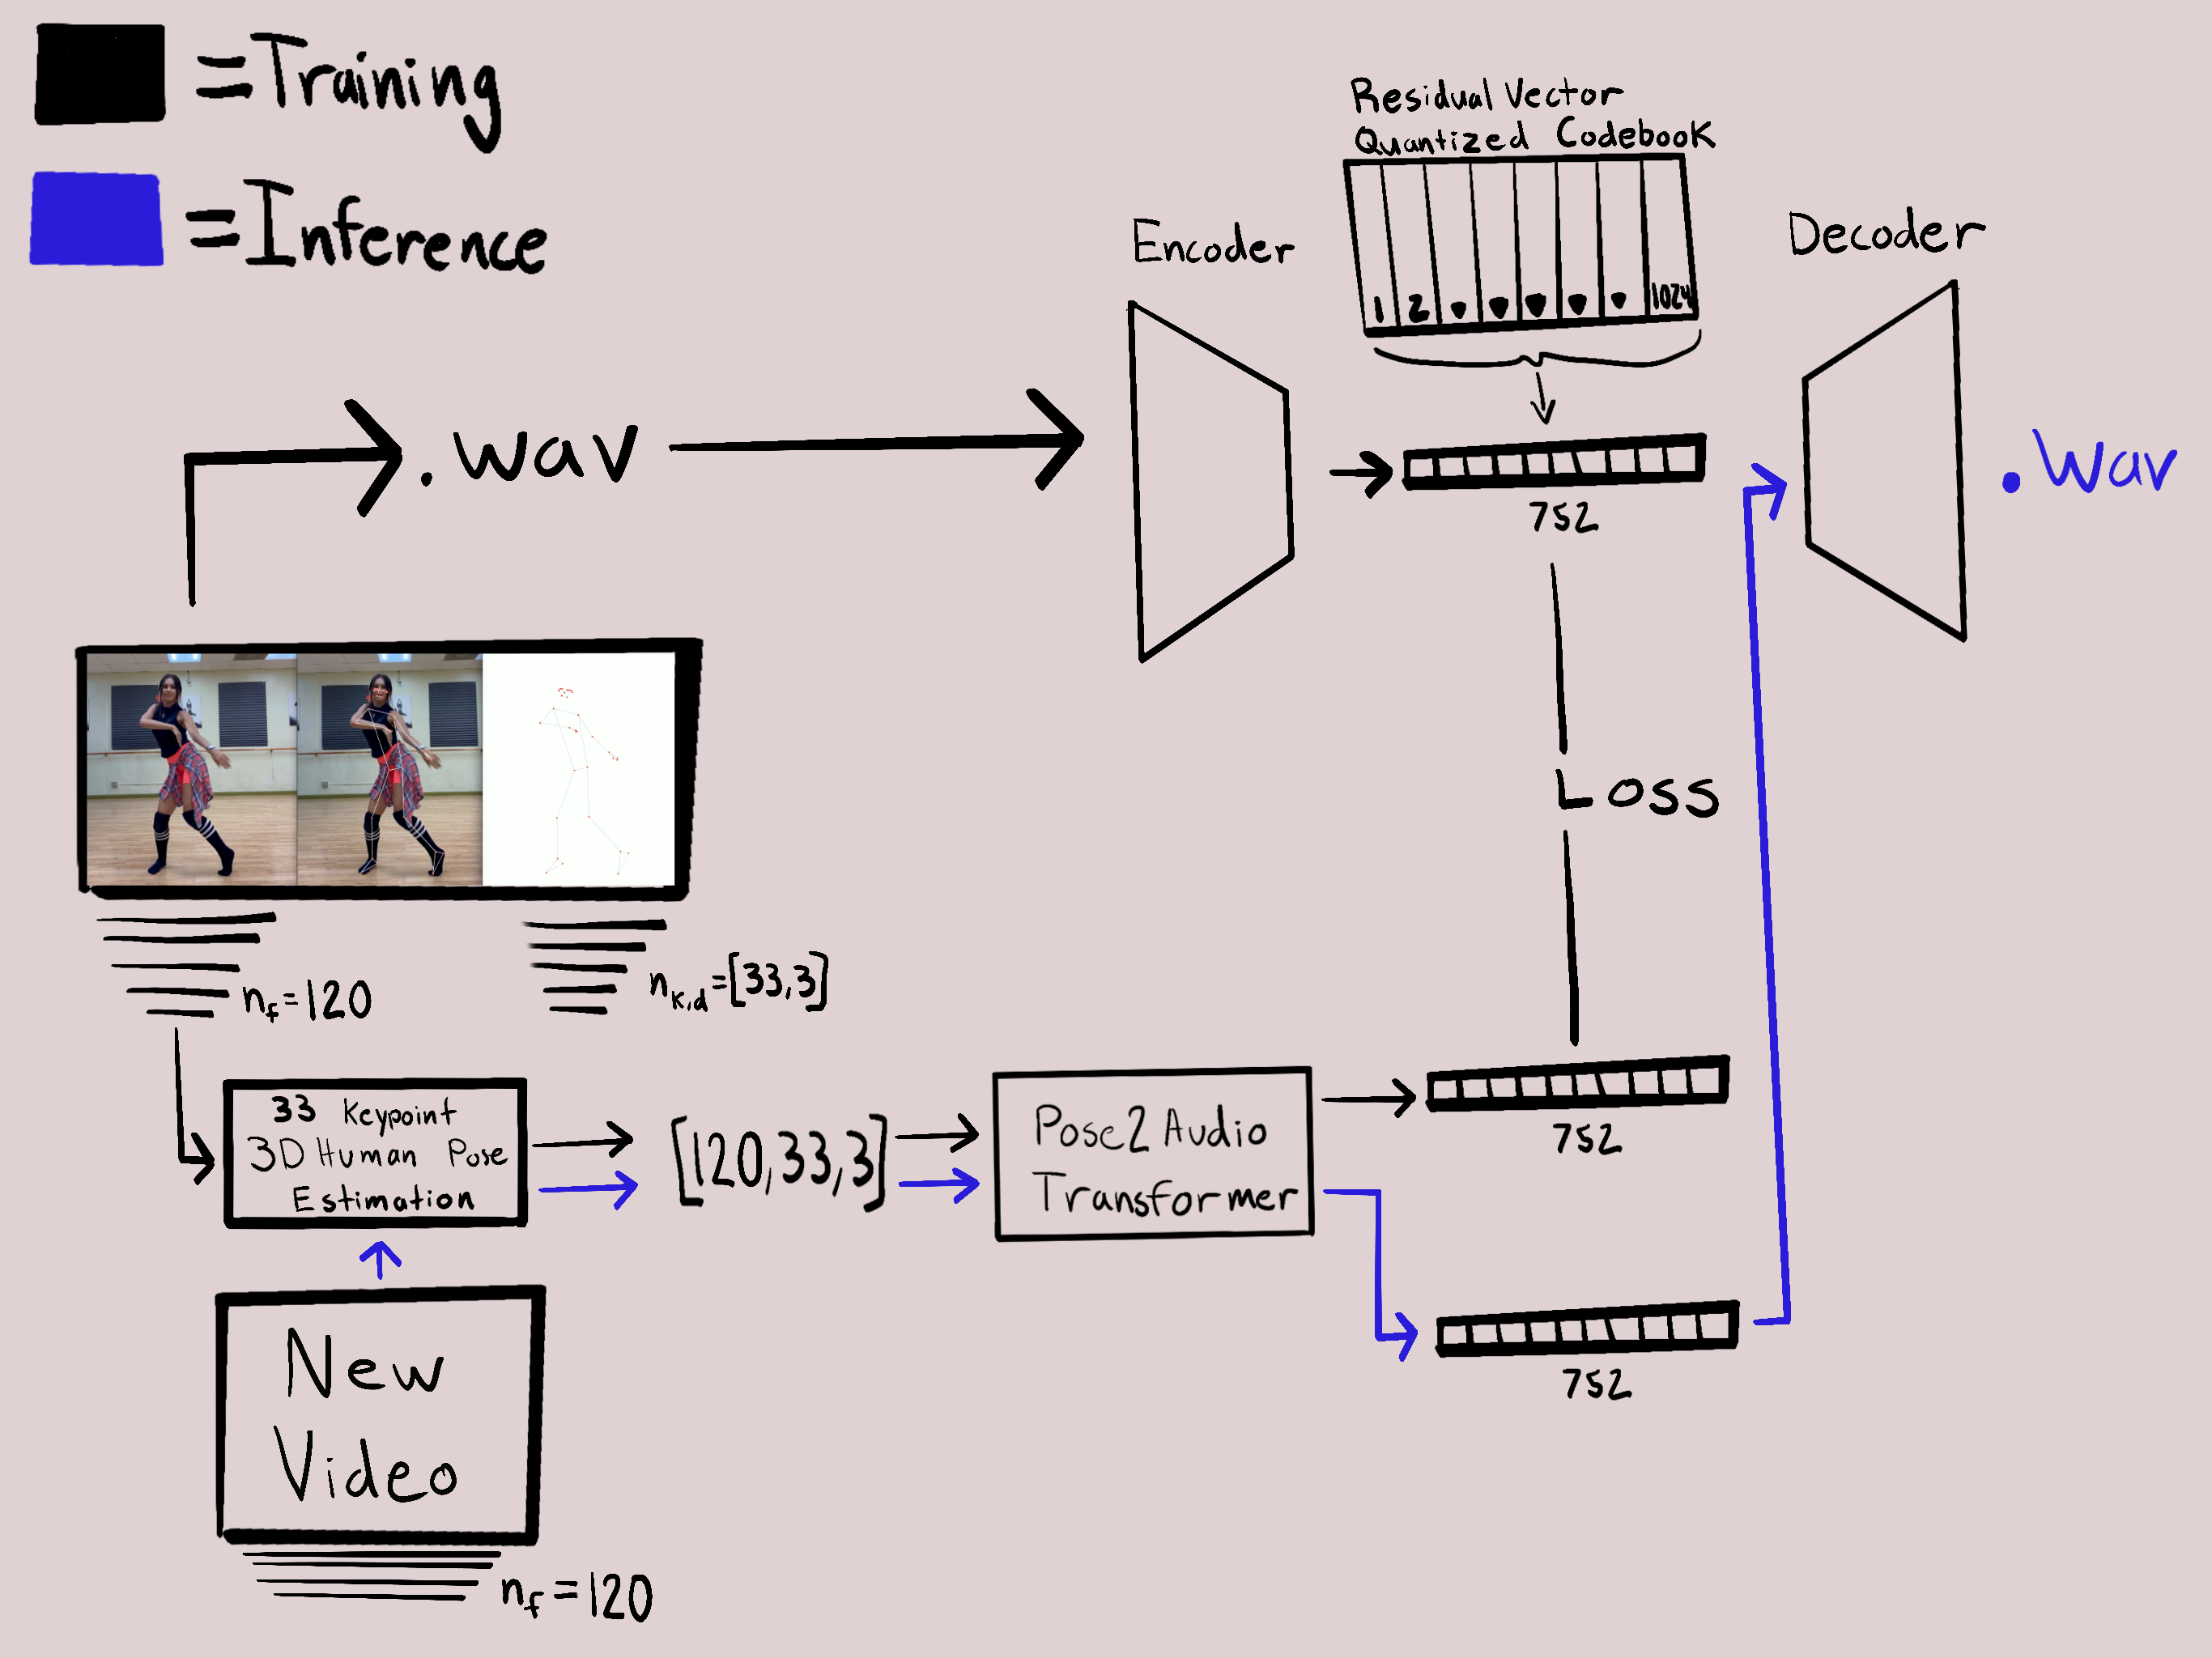 =Training
=Inference
Residual Vector
Quantized Codebook
1 2 1024
Encoder
Decoder
.wav
752
.wav
Loss
n_f=120
n_k,d=[33,3]
33 Keypoint
3D Human Pose
Estimation
[120,33,3]
Pose2Audio
Transformer
752
New
Video
752
n_f=120